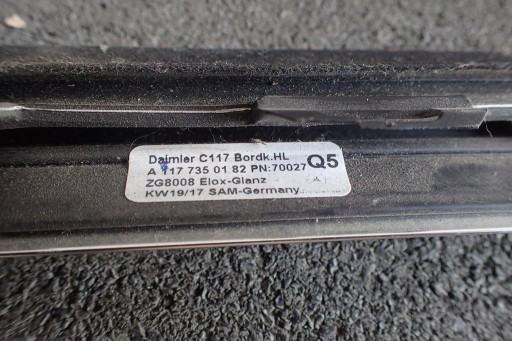 Daimler C117 Bordk.HL
Q5
A 117 735 01 82 PN:70027
ZG8008 Elox-Glanz
KW19/17 SAM-Germany